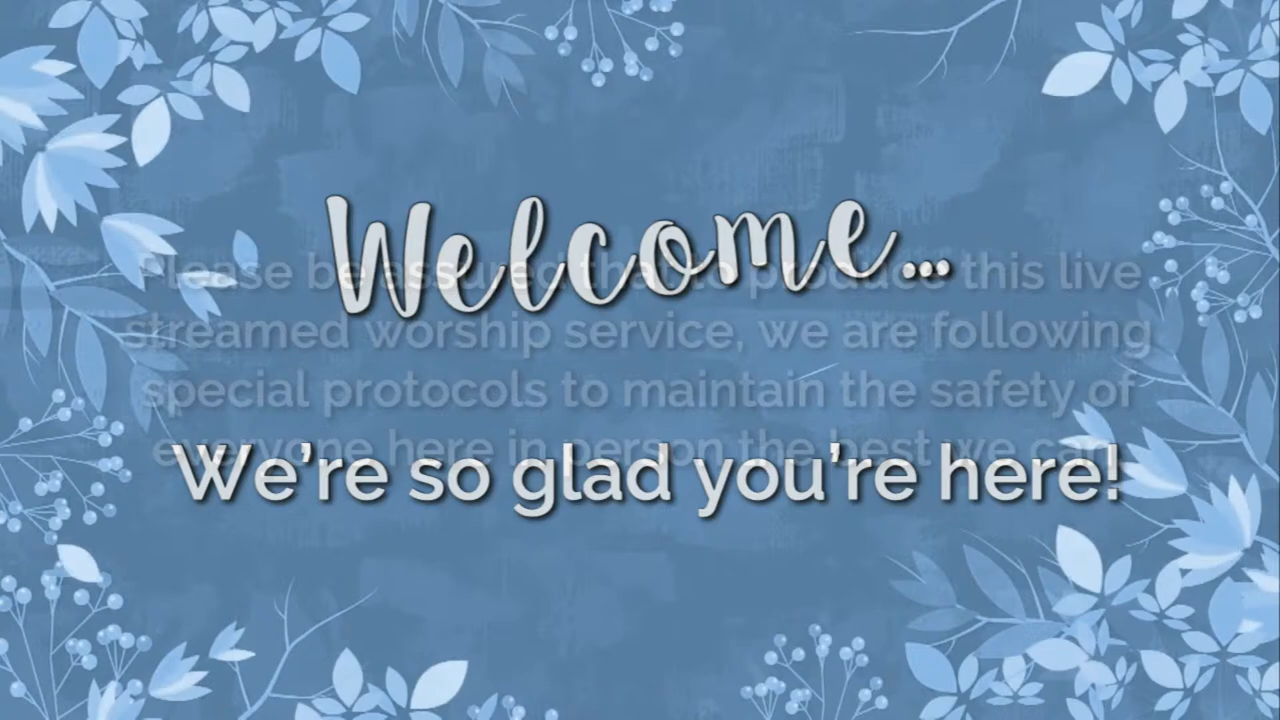 Welcome...
Please be assured that to produce this live
streamed worship service, we are following
special protocols to maintain the safety of
everyone here in person the best we can!
We're so glad you're here!